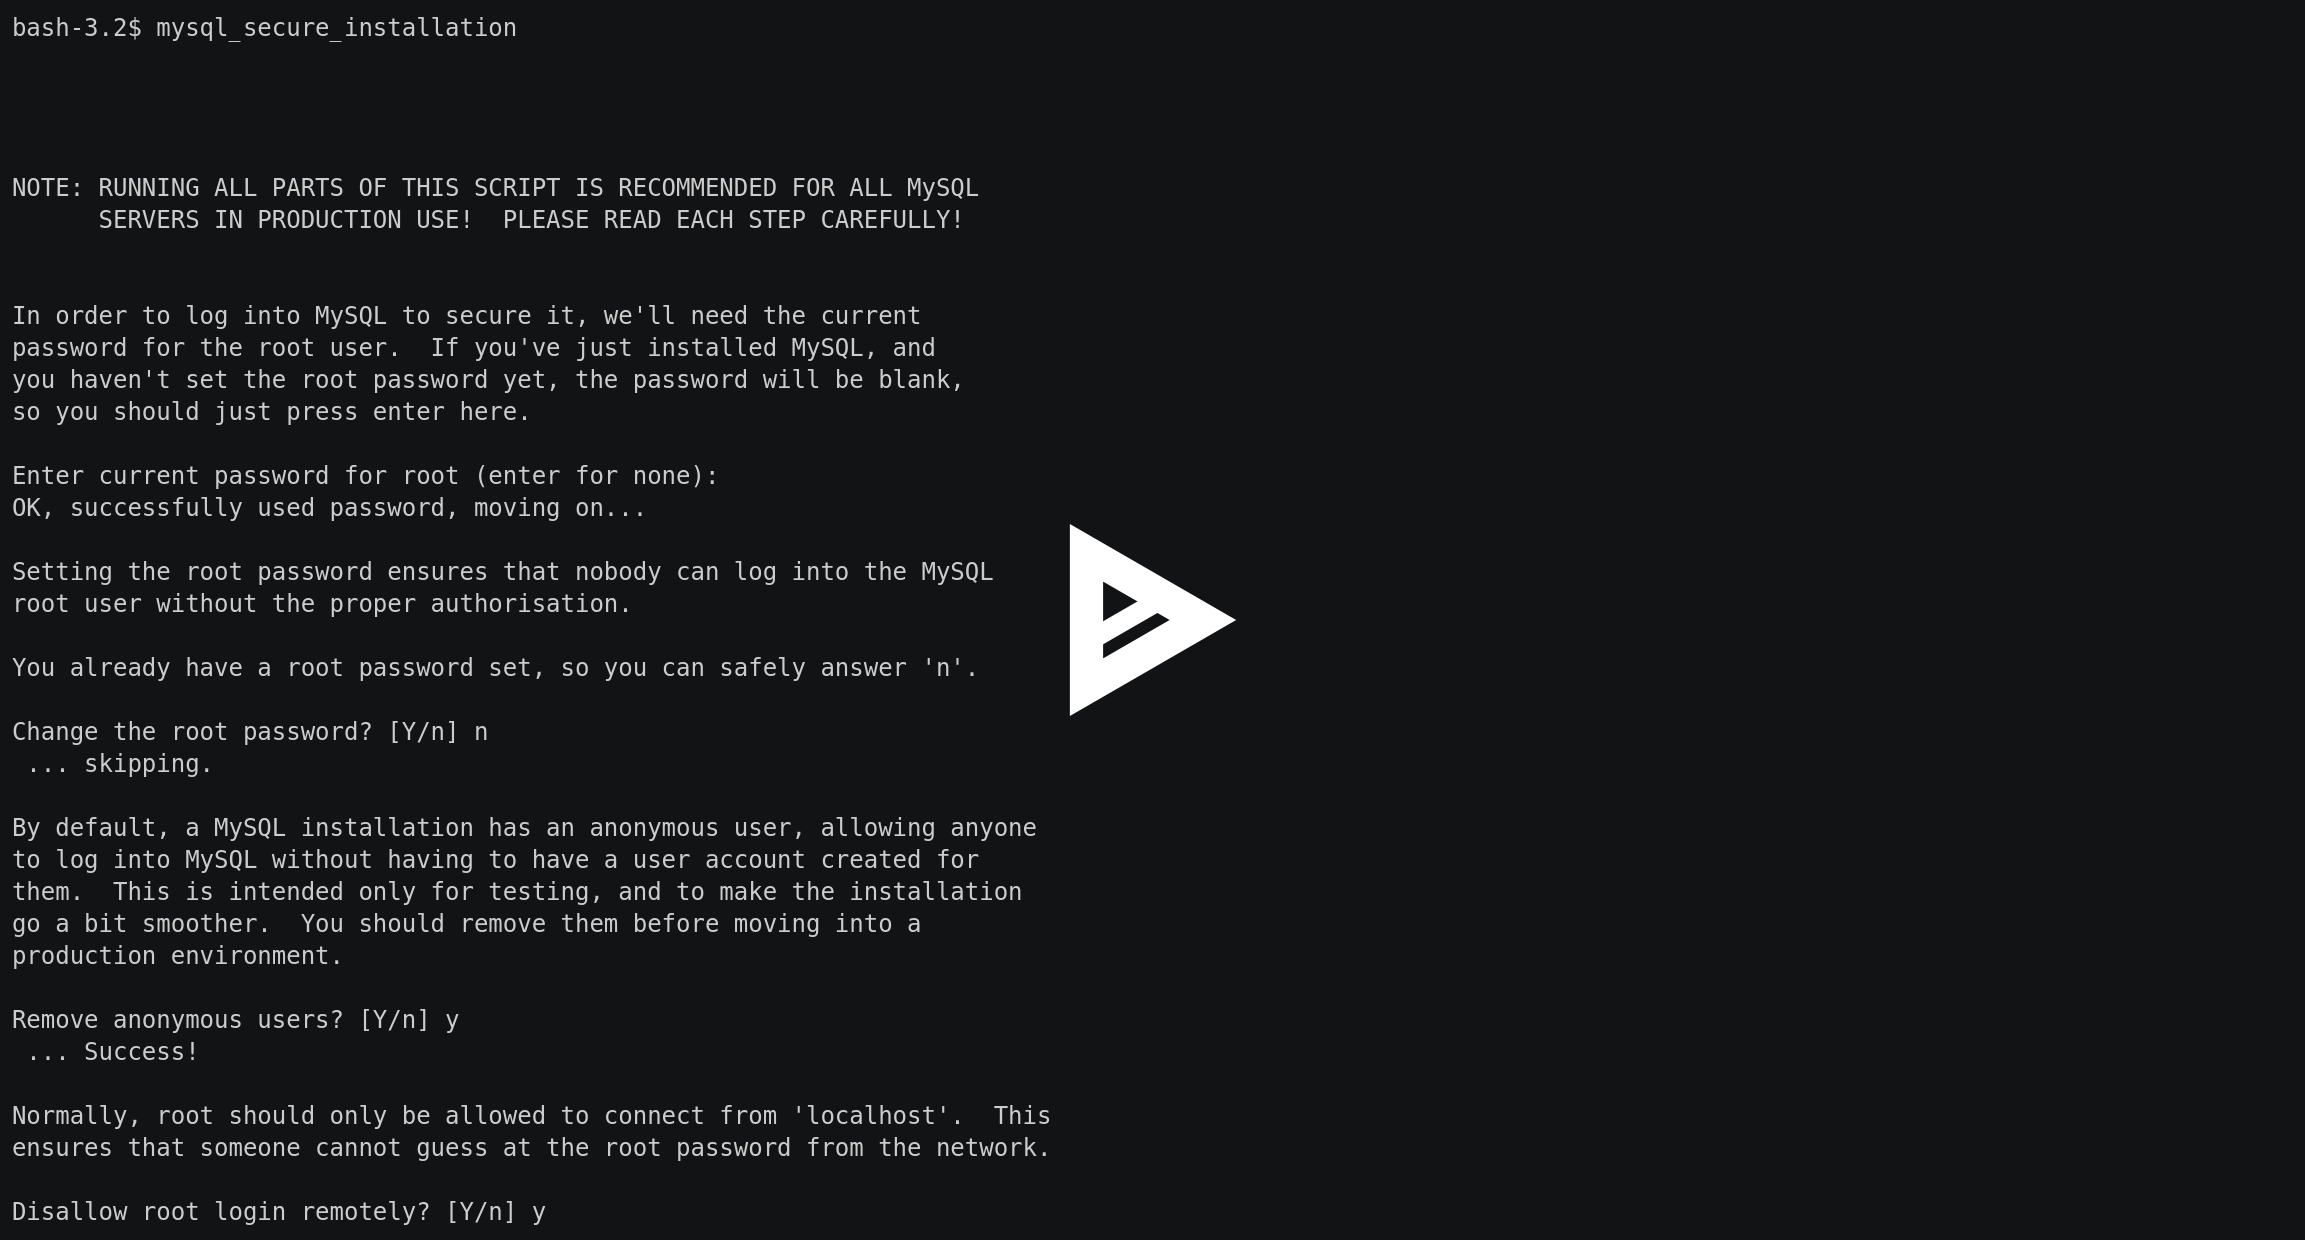 bash-3.2$ mysql_secure_installation
NOTE: RUNNING ALL PARTS OF THIS SCRIPT IS RECOMMENDED FOR ALL MySQL
      SERVERS IN PRODUCTION USE!  PLEASE READ EACH STEP CAREFULLY!
In order to log into MySQL to secure it, we'll need the current
password for the root user.  If you've just installed MySQL, and
you haven't set the root password yet, the password will be blank,
so you should just press enter here.
Enter current password for root (enter for none):
OK, successfully used password, moving on...
Setting the root password ensures that nobody can log into the MySQL
root user without the proper authorisation.
You already have a root password set, so you can safely answer 'n'.
Change the root password? [Y/n] n
 ... skipping.
By default, a MySQL installation has an anonymous user, allowing anyone
to log into MySQL without having to have a user account created for
them.  This is intended only for testing, and to make the installation
go a bit smoother.  You should remove them before moving into a
production environment.
Remove anonymous users? [Y/n] y
 ... Success!
Normally, root should only be allowed to connect from 'localhost'.  This
ensures that someone cannot guess at the root password from the network.
Disallow root login remotely? [Y/n] y